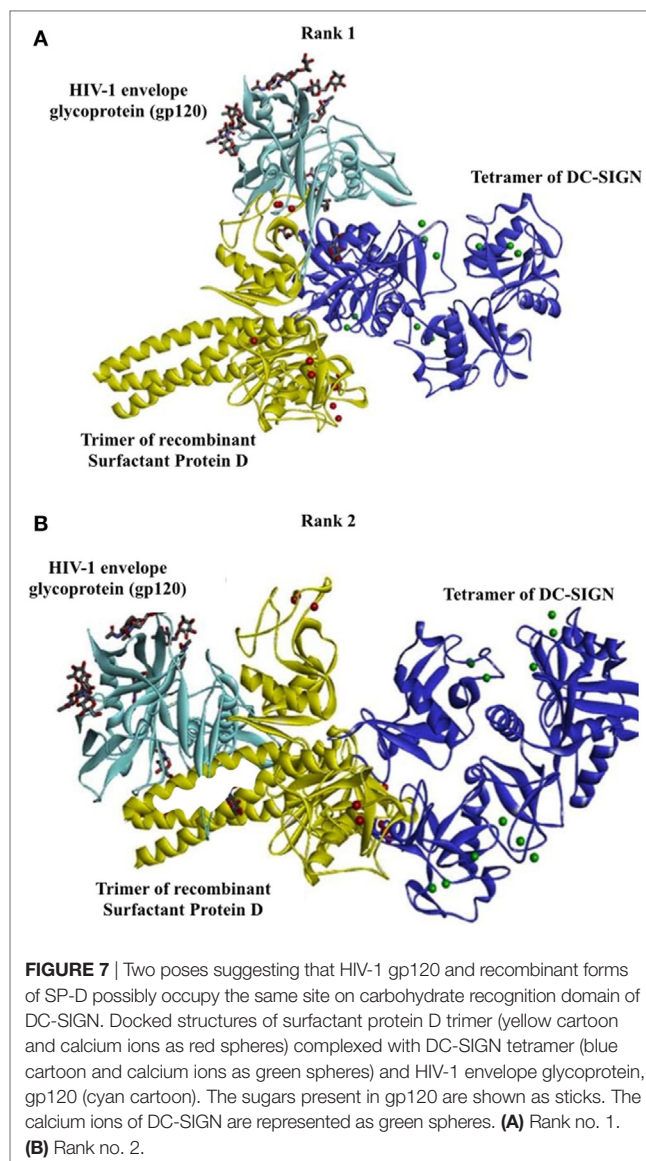 A
Rank 1
HIV-1 envelope
glycoprotein (gp120)
Tetramer of DC-SIGN
Trimer of recombinant
Surfactant Protein D
B
Rank 2
HIV-1 envelope
glycoprotein (gp120)
Tetramer of DC-SIGN
Trimer of recombinant
Surfactant Protein D
FIGURE 7 | Two poses suggesting that HIV-1 gp120 and recombinant forms
of SP-D possibly occupy the same site on carbohydrate recognition domain of
DC-SIGN. Docked structures of surfactant protein D trimer (yellow cartoon
and calcium ions as red spheres) complexed with DC-SIGN tetramer (blue
cartoon and calcium ions as green spheres) and HIV-1 envelope glycoprotein,
gp120 (cyan cartoon). The sugars present in gp120 are shown as sticks. The
calcium ions of DC-SIGN are represented as green spheres. (A) Rank no. 1.
(B) Rank no. 2.